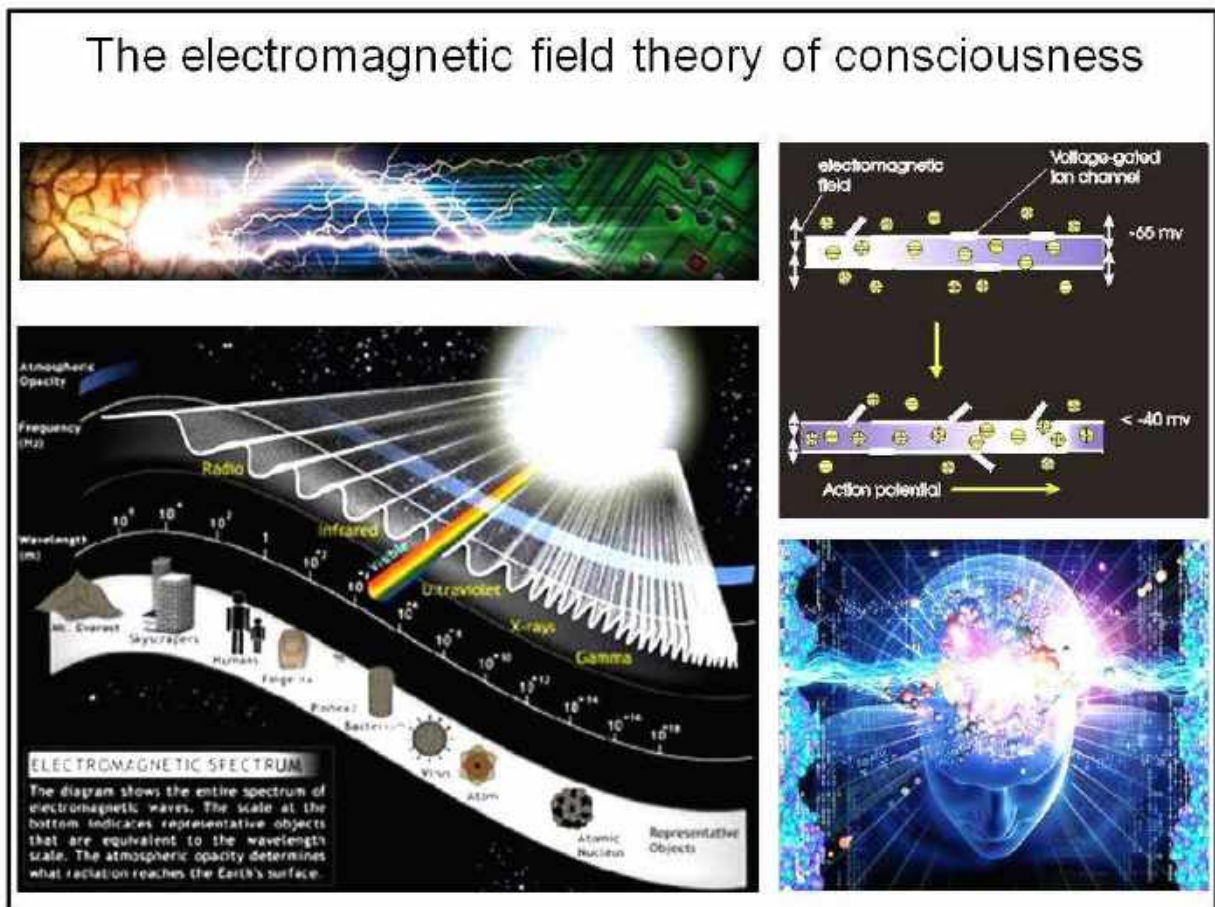 The electromagnetic field theory of consciousness
electromagnetic
field
Voltage-gated
Ion channel
-65 mv
< -40 mv
Action potential
Atmospheric
Opacity
Frequency
(Hz)
Radio
Infrared
Visible
Ultraviolet
X-rays
Gamma
Wavelength
(m)
1
Mt. Everest
Skyscrapers
Humans
Virus
Atom
Atomic
Nucleus
Representative
Objects
ELECTROMAGNETIC SPECTRUM
The diagram shows the entire spectrum of
electromagnetic waves. The scale at the
bottom indicates representative objects
that are equivalent to the wavelength
scale. The atmospheric opacity determines
what radiation reaches the Earth's surface.